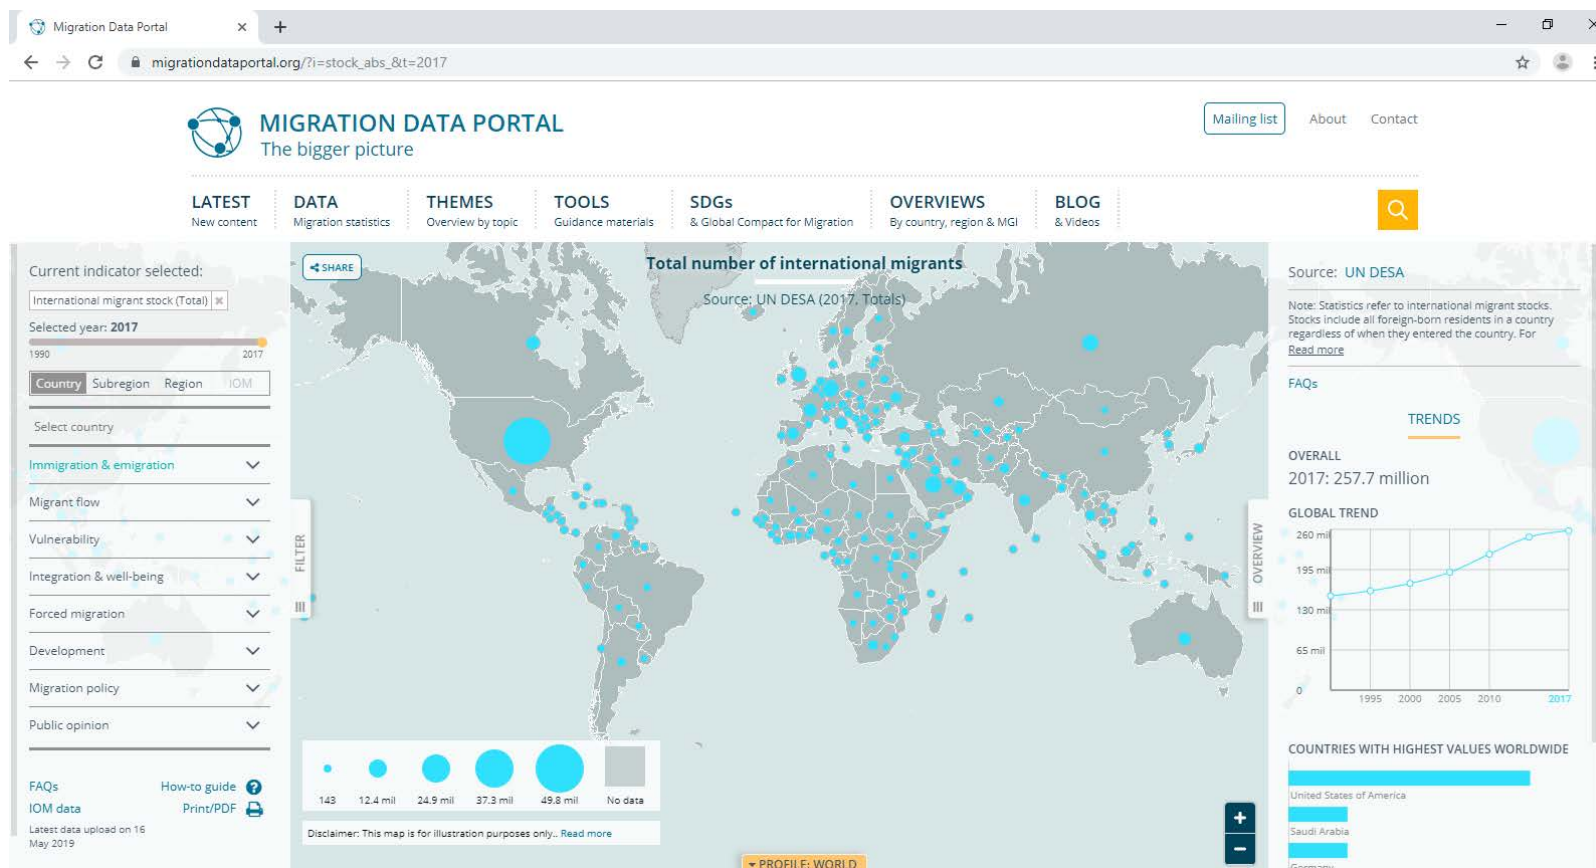 Migration Data Portal
migrationdataportal.org/?i=stock_abs_&t=2017
MIGRATION DATA PORTAL
The bigger picture
Mailing list
About
Contact
LATEST
New content
DATA
Migration statistics
THEMES
Overview by topic
TOOLS
Guidance materials
SDGs
& Global Compact for Migration
OVERVIEWS
By country, region & MGI
BLOG
& Videos
Current indicator selected:
International migrant stock (Total)
Selected year: 2017
1990 2017
Country Subregion Region IOM
Select country
Immigration & emigration
Migrant flow
Vulnerability
Integration & well-being
Forced migration
Development
Migration policy
Public opinion
FAQs
How-to guide ?
IOM data
Print/PDF
Latest data upload on 16
May 2019
SHARE
Total number of international migrants
Source: UN DESA (2017, Totals)
FILTER
143 12.4 mil 24.9 mil 37.3 mil 49.8 mil No data
Disclaimer: This map is for illustration purposes only.. Read more
PROFILE: WORLD
+
−
OVERVIEW
Source: UN DESA
Note: Statistics refer to international migrant stocks.
Stocks include all foreign-born residents in a country
regardless of when they entered the country. For
Read more
FAQs
TRENDS
OVERALL
2017: 257.7 million
GLOBAL TREND
260 mil
195 mil
130 mil
65 mil
0
1995 2000 2005 2010 2017
COUNTRIES WITH HIGHEST VALUES WORLDWIDE
United States of America
Saudi Arabia
Germany